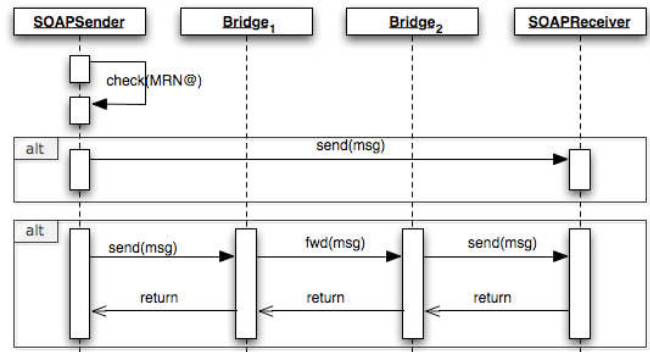 SOAPSender Bridge1 Bridge2 SOAPReceiver
check(MRN@)
alt
send(msg)
alt
send(msg) fwd(msg) send(msg)
return return return